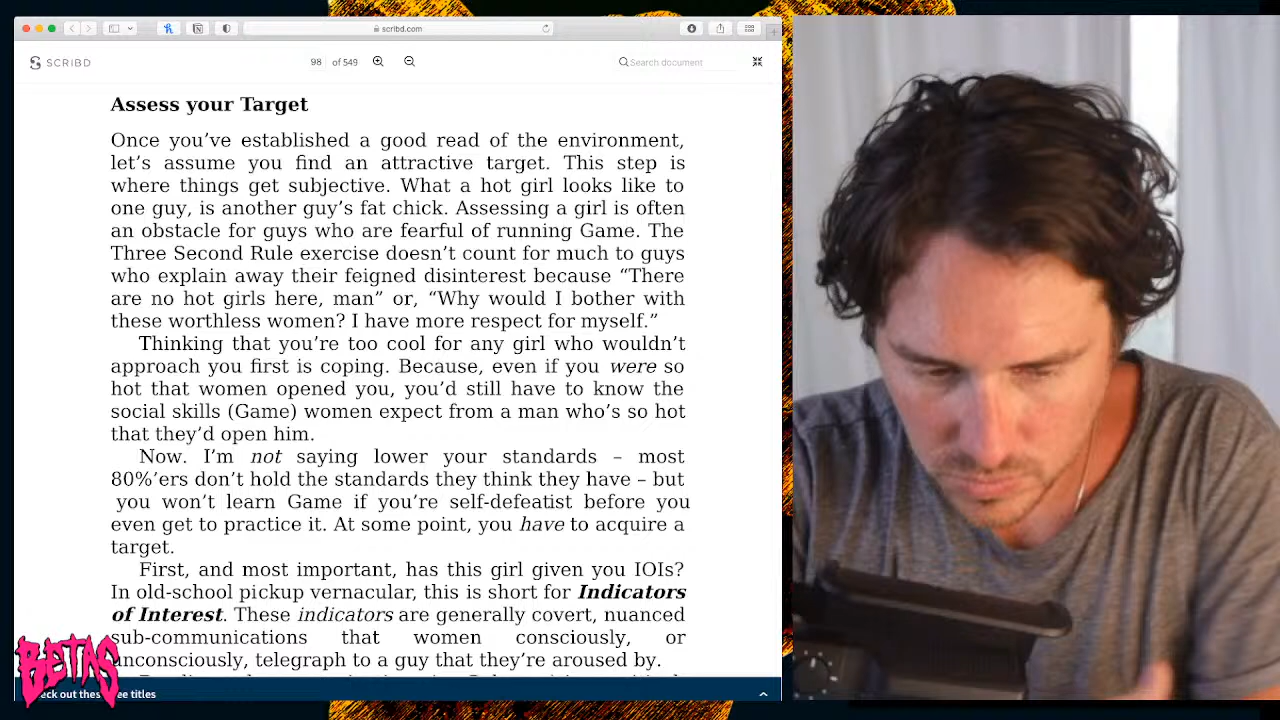 scribd.com
SCRIBD
98 of 549
Search document
Assess your Target
Once you’ve established a good read of the environment,
let’s assume you find an attractive target. This step is
where things get subjective. What a hot girl looks like to
one guy, is another guy’s fat chick. Assessing a girl is often
an obstacle for guys who are fearful of running Game. The
Three Second Rule exercise doesn’t count for much to guys
who explain away their feigned disinterest because “There
are no hot girls here, man” or, “Why would I bother with
these worthless women? I have more respect for myself.”
Thinking that you’re too cool for any girl who wouldn’t
approach you first is coping. Because, even if you were so
hot that women opened you, you’d still have to know the
social skills (Game) women expect from a man who’s so hot
that they’d open him.
Now. I’m not saying lower your standards – most
80%’ers don’t hold the standards they think they have – but
you won’t learn Game if you’re self-defeatist before you
even get to practice it. At some point, you have to acquire a
target.
First, and most important, has this girl given you IOIs?
In old-school pickup vernacular, this is short for Indicators
of Interest. These indicators are generally covert, nuanced
sub-communications that women consciously, or
unconsciously, telegraph to a guy that they’re aroused by.
BETAS